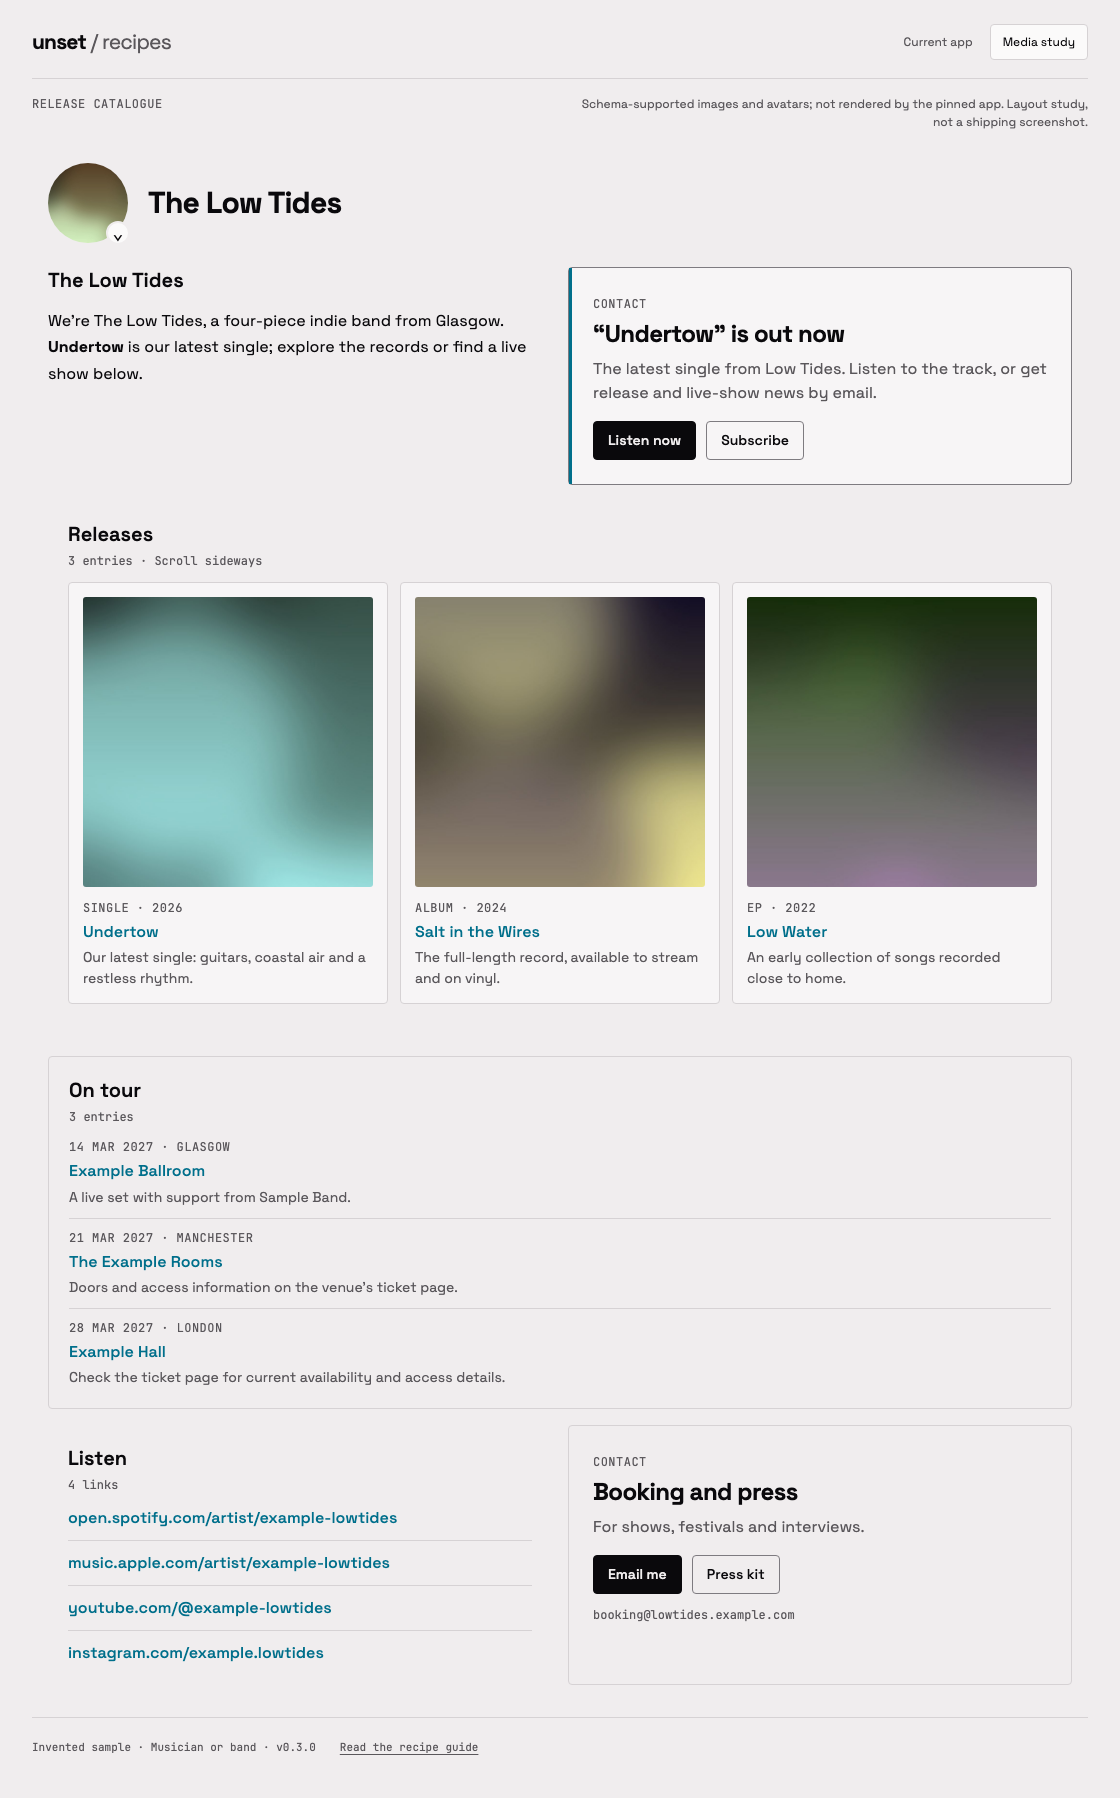 unset / recipes
Current app
Media study
RELEASE CATALOGUE
Schema-supported images and avatars; not rendered by the pinned app. Layout study,
not a shipping screenshot.
The Low Tides
The Low Tides
We’re The Low Tides, a four-piece indie band from Glasgow.
Undertow is our latest single; explore the records or find a live
show below.
CONTACT
“Undertow” is out now
The latest single from Low Tides. Listen to the track, or get
release and live-show news by email.
Listen now
Subscribe
Releases
3 entries · Scroll sideways
SINGLE · 2026
Undertow
Our latest single: guitars, coastal air and a
restless rhythm.
ALBUM · 2024
Salt in the Wires
The full-length record, available to stream
and on vinyl.
EP · 2022
Low Water
An early collection of songs recorded
close to home.
On tour
3 entries
14 MAR 2027 · GLASGOW
Example Ballroom
A live set with support from Sample Band.
21 MAR 2027 · MANCHESTER
The Example Rooms
Doors and access information on the venue’s ticket page.
28 MAR 2027 · LONDON
Example Hall
Check the ticket page for current availability and access details.
Listen
4 links
open.spotify.com/artist/example-lowtides
music.apple.com/artist/example-lowtides
youtube.com/@example-lowtides
instagram.com/example.lowtides
CONTACT
Booking and press
For shows, festivals and interviews.
Email me
Press kit
booking@lowtides.example.com
Invented sample · Musician or band · v0.3.0
Read the recipe guide